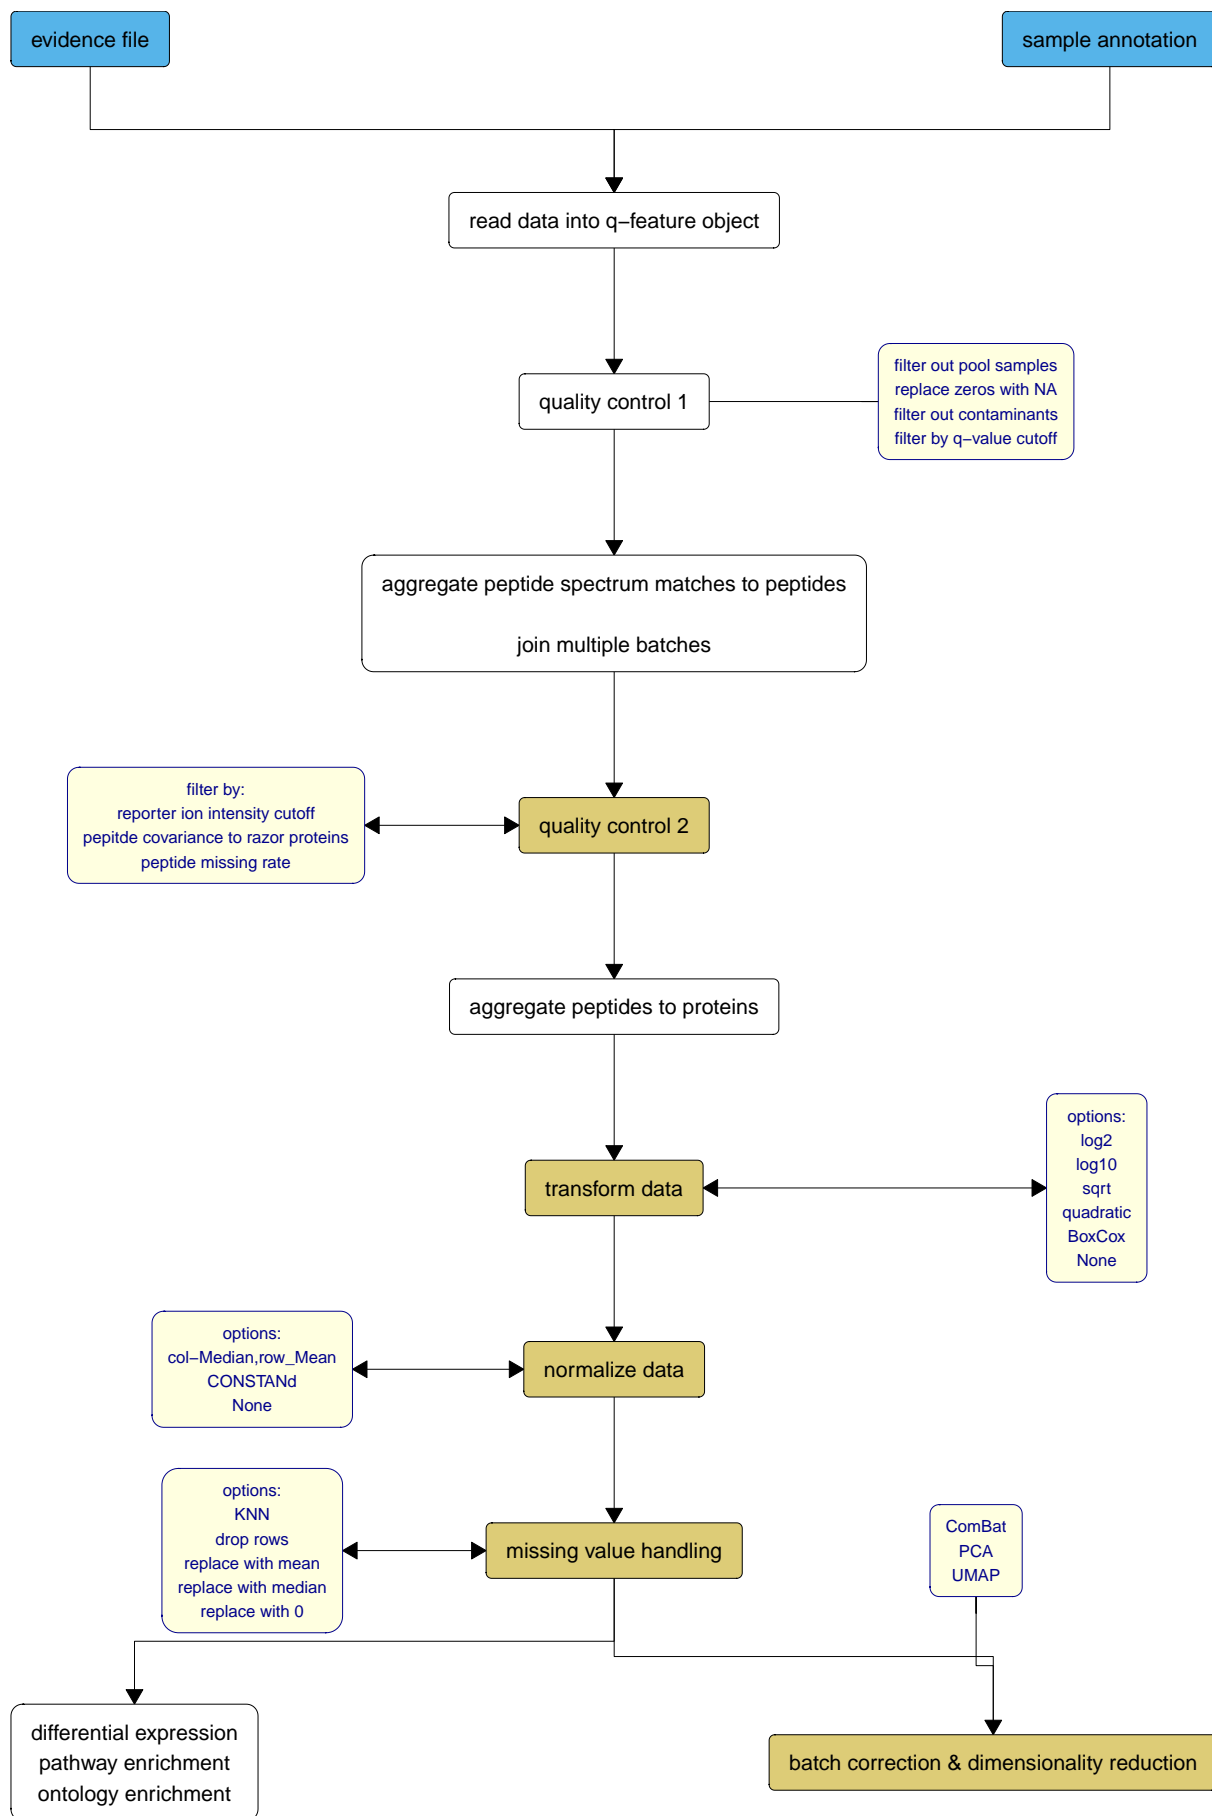 evidence file
sample annotation
read data into q−feature object
quality control 1
filter out pool samples
replace zeros with NA
filter out contaminants
filter by q−value cutoff
aggregate peptide spectrum matches to peptides
join multiple batches
filter by:
reporter ion intensity cutoff
pepitde covariance to razor proteins
peptide missing rate
quality control 2
aggregate peptides to proteins
transform data
options:
log2
log10
sqrt
quadratic
BoxCox
None
options:
col−Median,row_Mean
CONSTANd
None
normalize data
options:
KNN
drop rows
replace with mean
replace with median
replace with 0
missing value handling
ComBat
PCA
UMAP
differential expression
pathway enrichment
ontology enrichment
batch correction & dimensionality reduction